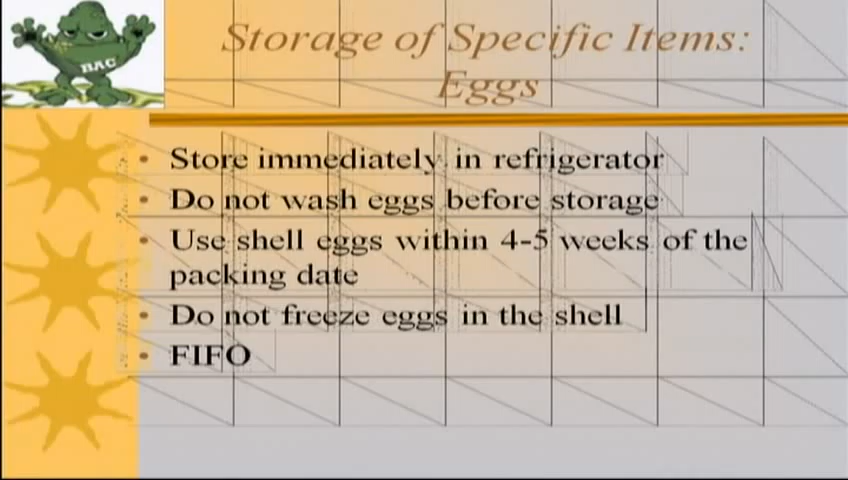 BAC
Storage of Specific Items:
Eggs
• Store immediately in refrigerator
• Do not wash eggs before storage
• Use shell eggs within 4-5 weeks of the
packing date
• Do not freeze eggs in the shell
• FIFO